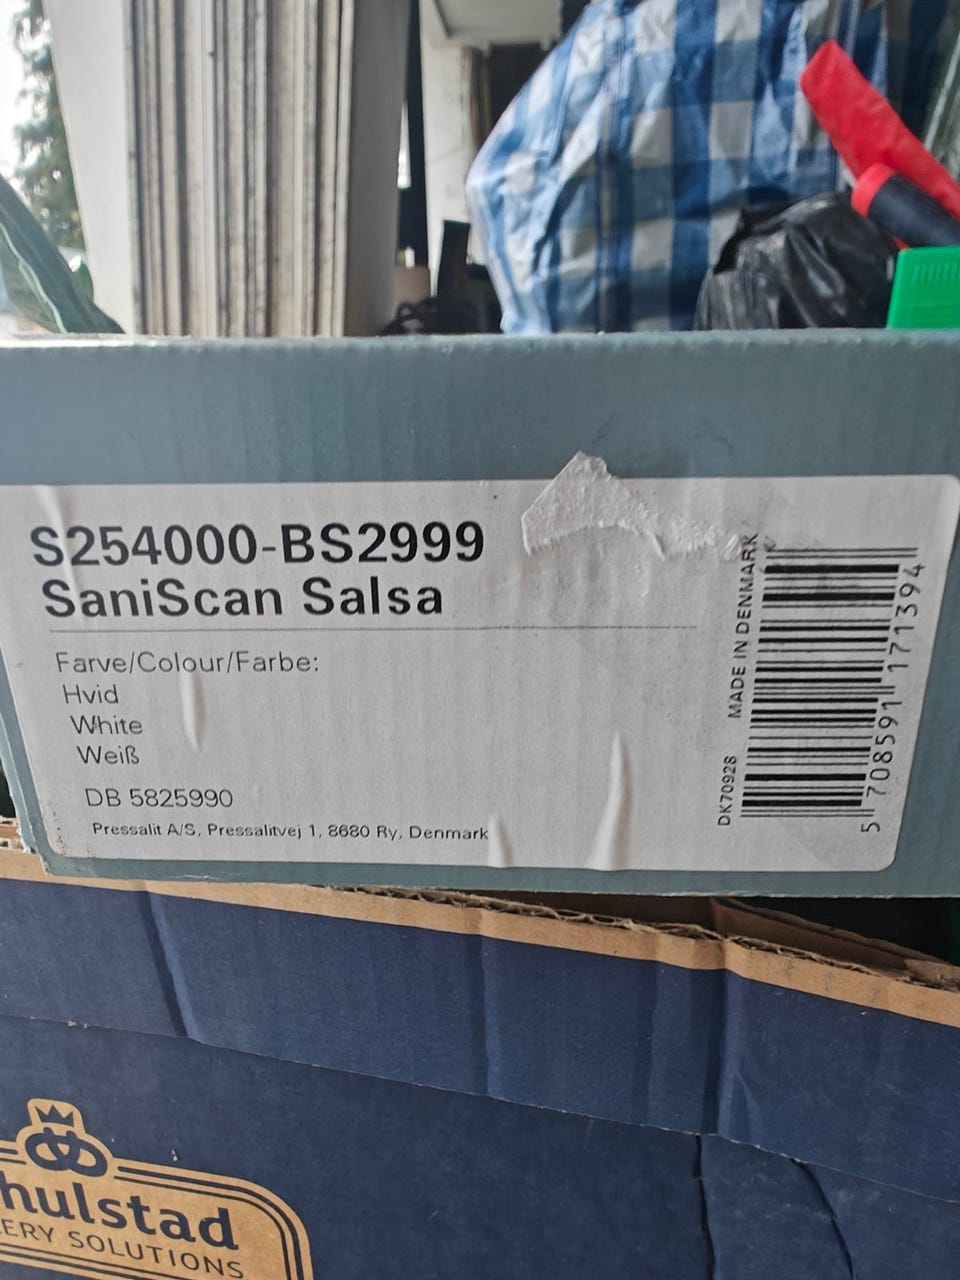 S254000-BS2999
SaniScan Salsa
Farve/Colour/Farbe:
Hvid
White
Weiß
DB 5825990
Pressalit A/S, Pressalitvej 1, 8680 Ry, Denmark
DK70928 MADE IN DENMARK
5 708591 171394
hulstad
ERY SOLUTIONS